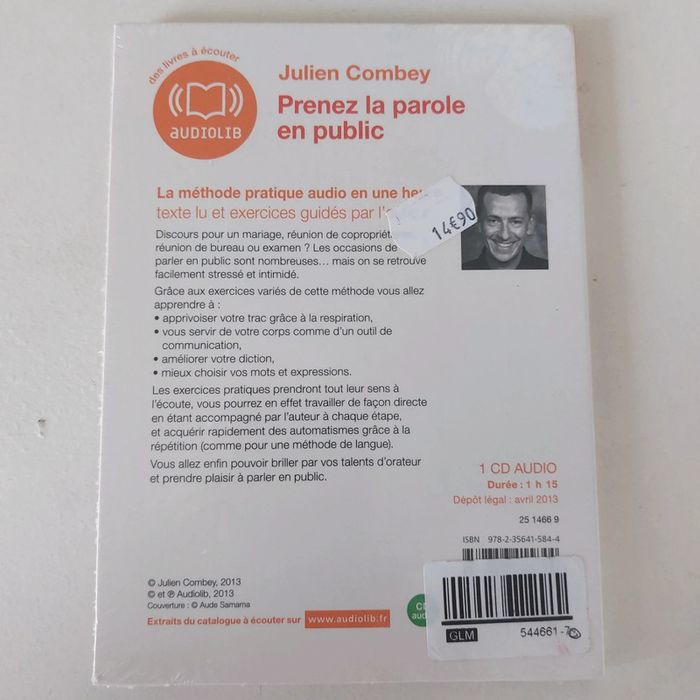 des livres à écouter
AUDIOLIB
Julien Combey
Prenez la parole
en public
La méthode pratique audio en une
texte lu et exercices guidés par
14€90
Discours pour un mariage, réunion de
réunion de bureau ou examen ? Les occasions de
parler en public sont nombreuses… mais on se retrouve
facilement stressé et intimidé.
Grâce aux exercices variés de cette méthode vous allez
apprendre à :
• apprivoiser votre trac grâce à la respiration,
• vous servir de votre corps comme d'un outil de
communication,
• améliorer votre diction,
• mieux choisir vos mots et expressions.
Les exercices pratiques prendront tout leur sens à
l'écoute, vous pourrez en effet travailler de façon directe
en étant accompagné par l'auteur à chaque étape,
et acquérir rapidement des automatismes grâce à la
répétition (comme pour une méthode de langue).
Vous allez enfin pouvoir briller par vos talents d'orateur
et prendre plaisir à parler en public.
1 CD AUDIO
Durée : 1 h 15
Dépôt légal : avril 2013
25 1466 9
ISBN 978-2-35641-584-4
© Julien Combey, 2013
© et ℗ Audiolib, 2013
Couverture : © Aude Samama
Extraits du catalogue à écouter sur www.audiolib.fr
GLM 544661-7